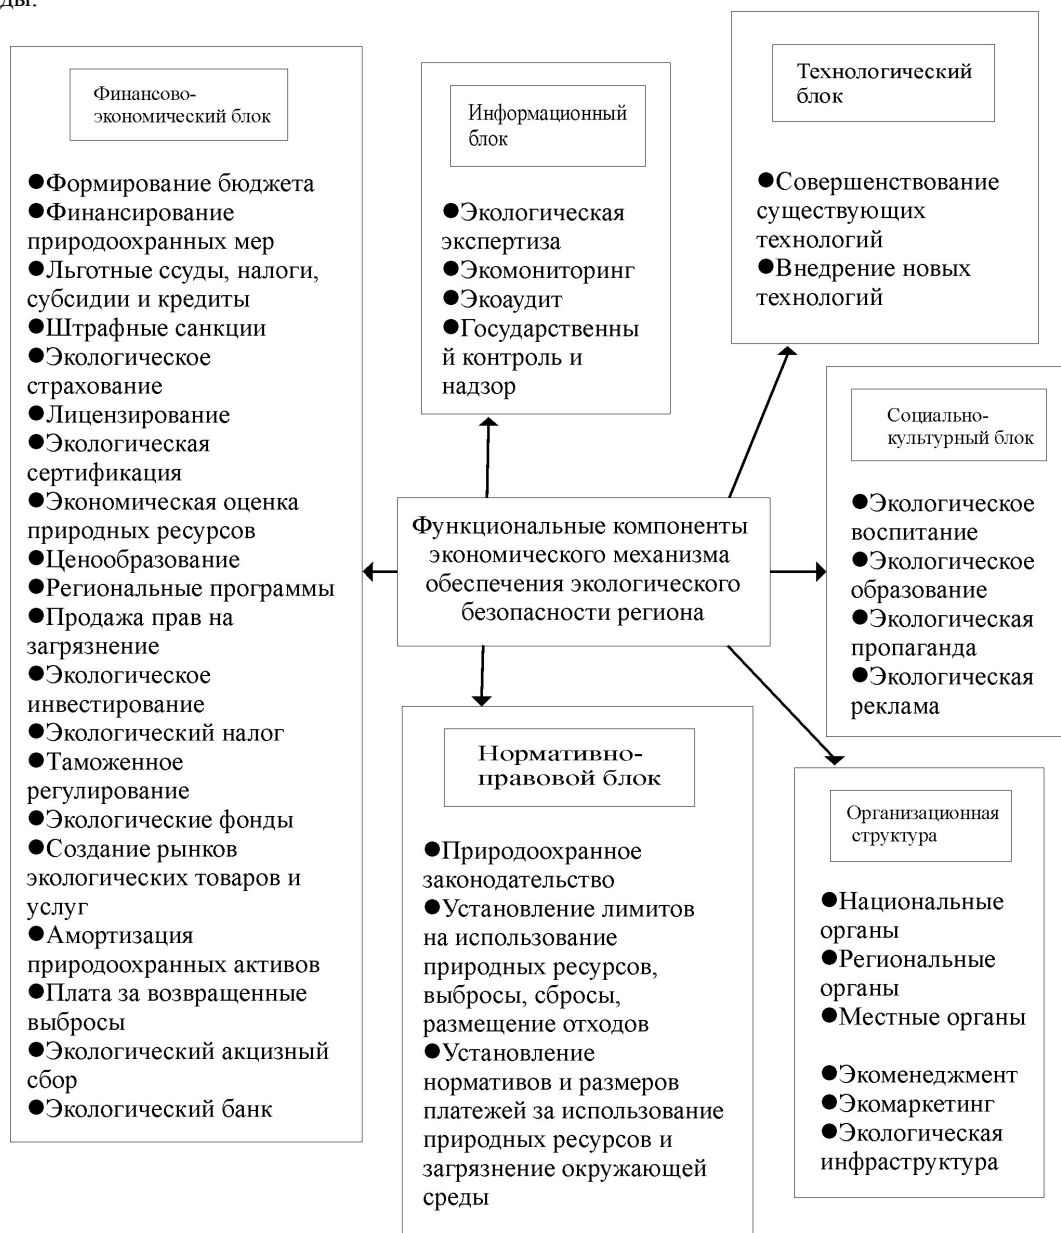 ды.
Финансово-
экономический блок
●Формирование бюджета
●Финансирование
природоохранных мер
●Льготные ссуды, налоги,
субсидии и кредиты
●Штрафные санкции
●Экологическое
страхование
●Лицензирование
●Экологическая
сертификация
●Экономическая оценка
природных ресурсов
●Ценообразование
●Региональные программы
●Продажа прав на
загрязнение
●Экологическое
инвестирование
●Экологический налог
●Таможенное
регулирование
●Экологические фонды
●Создание рынков
экологических товаров и
услуг
●Амортизация
природоохранных активов
●Плата за возвращенные
выбросы
●Экологический акцизный
сбор
●Экологический банк
Информационный
блок
●Экологическая
экспертиза
●Экомониторинг
●Экоаудит
●Государственны
й контроль и
надзор
Технологический
блок
●Совершенствование
существующих
технологий
●Внедрение новых
технологий
Функциональные компоненты
экономического механизма
обеспечения экологического
безопасности региона
Социально-
культурный блок
●Экологическое
воспитание
●Экологическое
образование
●Экологическая
пропаганда
●Экологическая
реклама
Нормативно-
правовой блок
●Природоохранное
законодательство
●Установление лимитов
на использование
природных ресурсов,
выбросы, сбросы,
размещение отходов
●Установление
нормативов и размеров
платежей за использование
природных ресурсов и
загрязнение окружающей
среды
Организационная
структура
●Национальные
органы
●Региональные
органы
●Местные органы
●Экоменеджмент
●Экомаркетинг
●Экологическая
инфраструктура